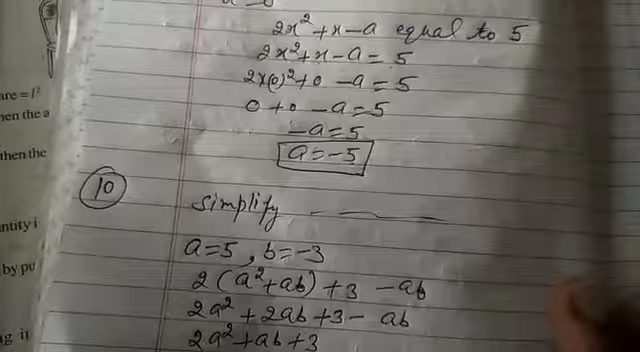 2x² + x - a equal to 5
2x² + x - a = 5
2x(0)² + 0 - a = 5
0 + 0 - a = 5
-a = 5
a = -5
10
Simplify
a = 5, b = -3
2(a² + ab) + 3 - ab
2a² + 2ab + 3 - ab
2a² + ab + 3
are = l²
hen the a
then the
ntity i
by pu
g it